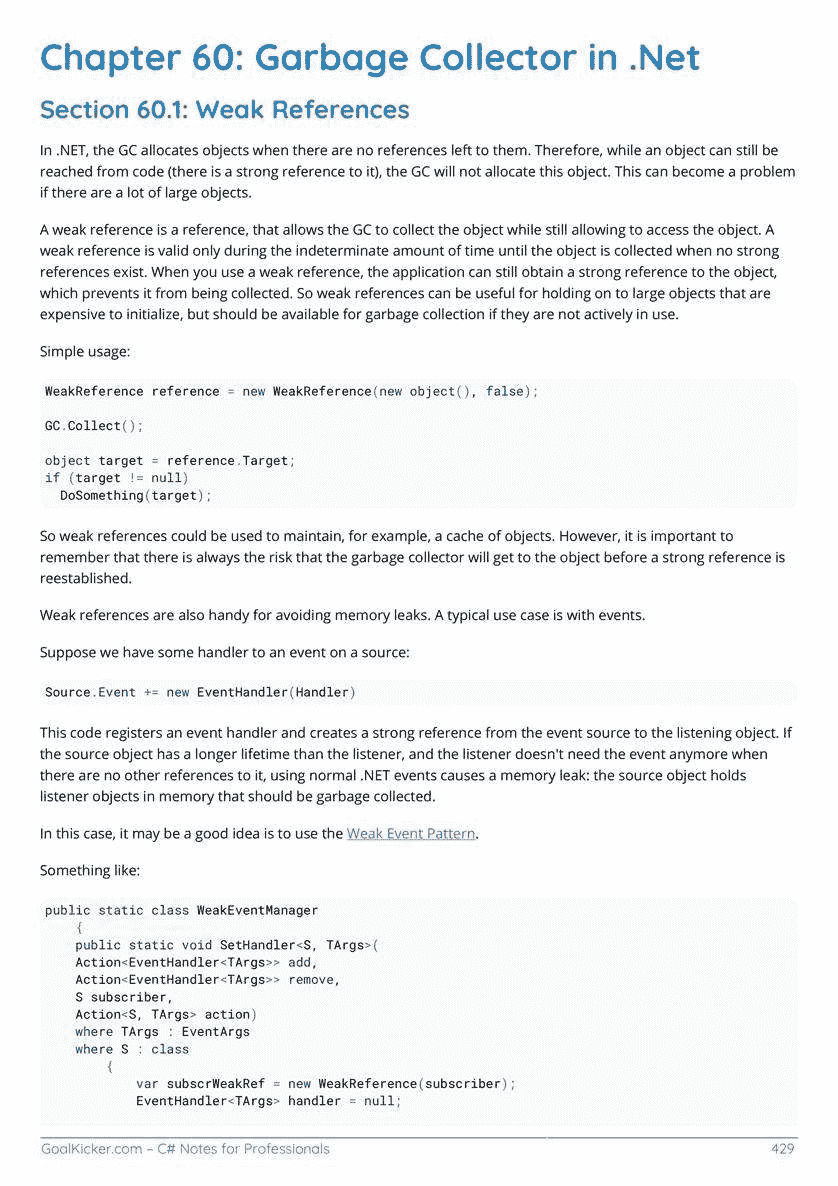 Chapter 60: Garbage Collector in .Net
Section 60.1: Weak References
In .NET, the GC allocates objects when there are no references left to them. Therefore, while an object can still be
reached from code (there is a strong reference to it), the GC will not allocate this object. This can become a problem
if there are a lot of large objects.
A weak reference is a reference, that allows the GC to collect the object while still allowing to access the object. A
weak reference is valid only during the indeterminate amount of time until the object is collected when no strong
references exist. When you use a weak reference, the application can still obtain a strong reference to the object,
which prevents it from being collected. So weak references can be useful for holding on to large objects that are
expensive to initialize, but should be available for garbage collection if they are not actively in use.
Simple usage:
WeakReference reference = new WeakReference(new object(), false);
GC.Collect();
object target = reference.Target;
if (target != null)
  DoSomething(target);
So weak references could be used to maintain, for example, a cache of objects. However, it is important to
remember that there is always the risk that the garbage collector will get to the object before a strong reference is
reestablished.
Weak references are also handy for avoiding memory leaks. A typical use case is with events.
Suppose we have some handler to an event on a source:
Source.Event += new EventHandler(Handler)
This code registers an event handler and creates a strong reference from the event source to the listening object. If
the source object has a longer lifetime than the listener, and the listener doesn't need the event anymore when
there are no other references to it, using normal .NET events causes a memory leak: the source object holds
listener objects in memory that should be garbage collected.
In this case, it may be a good idea is to use the Weak Event Pattern.
Something like:
public static class WeakEventManager
    {
    public static void SetHandler<S, TArgs>(
    Action<EventHandler<TArgs>> add,
    Action<EventHandler<TArgs>> remove,
    S subscriber,
    Action<S, TArgs> action)
    where TArgs : EventArgs
    where S : class
        {
            var subscrWeakRef = new WeakReference(subscriber);
            EventHandler<TArgs> handler = null;
GoalKicker.com – C# Notes for Professionals 429